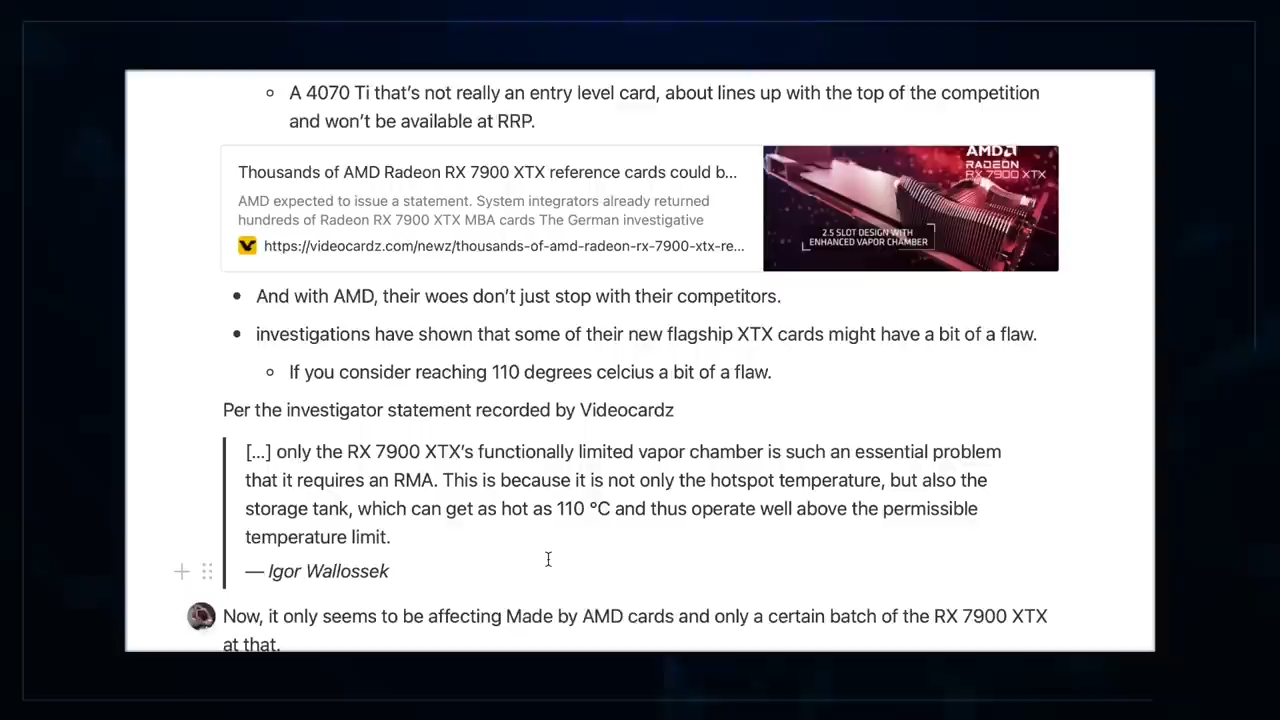 A 4070 Ti that's not really an entry level card, about lines up with the top of the competition
and won't be available at RRP.
Thousands of AMD Radeon RX 7900 XTX reference cards could b...
AMD expected to issue a statement. System integrators already returned
hundreds of Radeon RX 7900 XTX MBA cards The German investigative
https://videocardz.com/newz/thousands-of-amd-radeon-rx-7900-xtx-re...
AMD
RADEON
RX 7900 XTX
2.5 SLOT DESIGN WITH
ENHANCED VAPOR CHAMBER
And with AMD, their woes don't just stop with their competitors.
investigations have shown that some of their new flagship XTX cards might have a bit of a flaw.
If you consider reaching 110 degrees celcius a bit of a flaw.
Per the investigator statement recorded by Videocardz
[...] only the RX 7900 XTX's functionally limited vapor chamber is such an essential problem
that it requires an RMA. This is because it is not only the hotspot temperature, but also the
storage tank, which can get as hot as 110 °C and thus operate well above the permissible
temperature limit.
— Igor Wallossek
Now, it only seems to be affecting Made by AMD cards and only a certain batch of the RX 7900 XTX
at that.